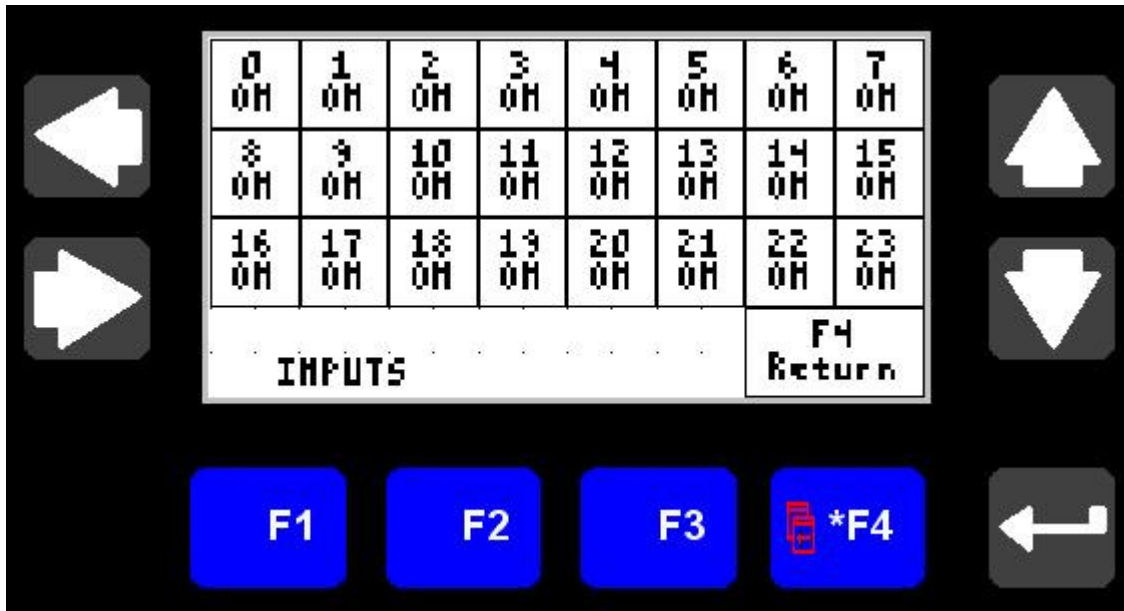 0 1 2 3 4 5 6 7
ON ON ON ON ON ON ON ON
8 9 10 11 12 13 14 15
ON ON ON ON ON ON ON ON
16 17 18 19 20 21 22 23
ON ON ON ON ON ON ON ON
INPUTS
F4
Return
F1 F2 F3 *F4